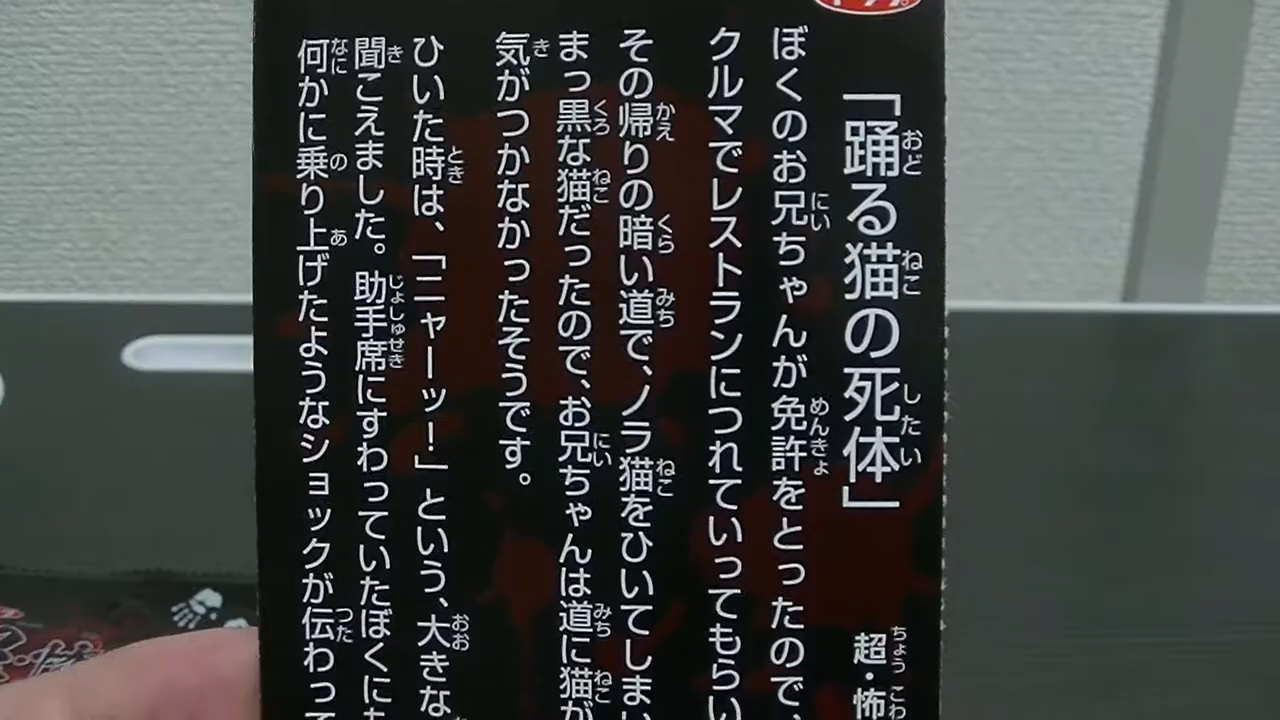 「踊る猫の死体」
超・怖
ぼくのお兄ちゃんが免許をとったので、
クルマでレストランにつれていってもらい
その帰りの暗い道で、ノラ猫をひいてしまい
まっ黒な猫だったので、お兄ちゃんは道に猫が
気がつかなかったそうです。
ひいた時は、「ニャーッ！」という、大きな
聞こえました。助手席にすわっていたぼくにも
何かに乗り上げたようなショックが伝わって